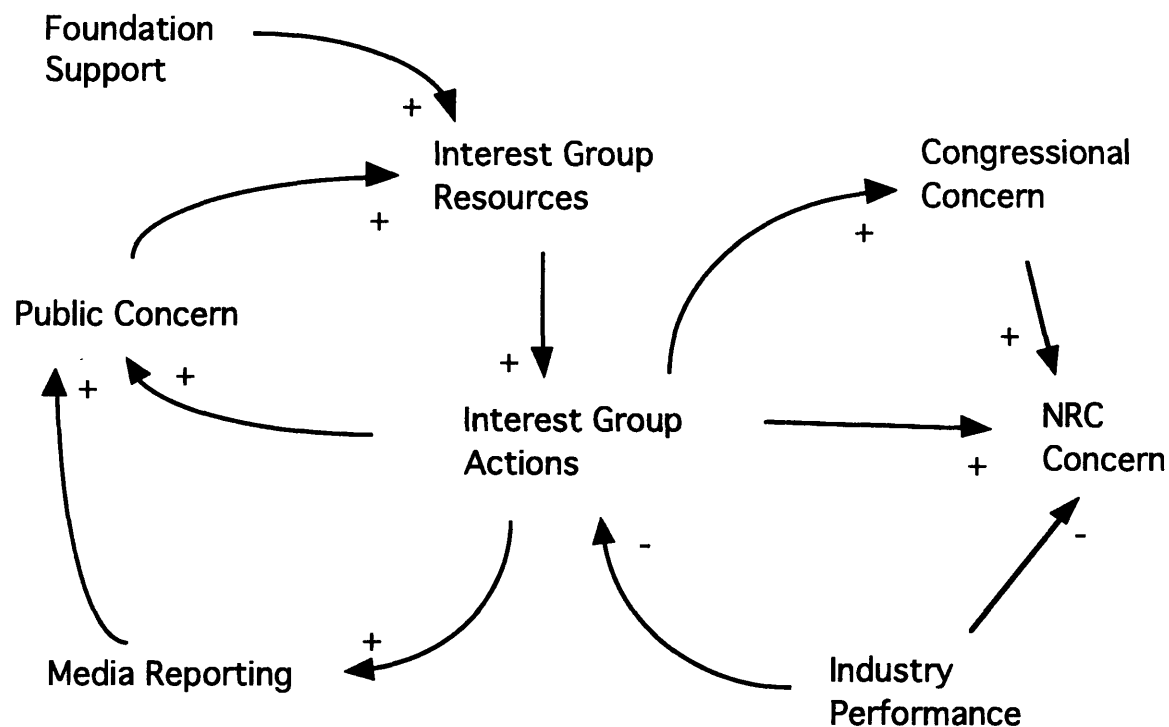 Foundation
Support
+
Interest Group
Resources
+
Congressional
Concern
+
Public Concern
+
+
+
+
Interest Group
Actions
NRC
Concern
+
-
-
+
Media Reporting
Industry
Performance